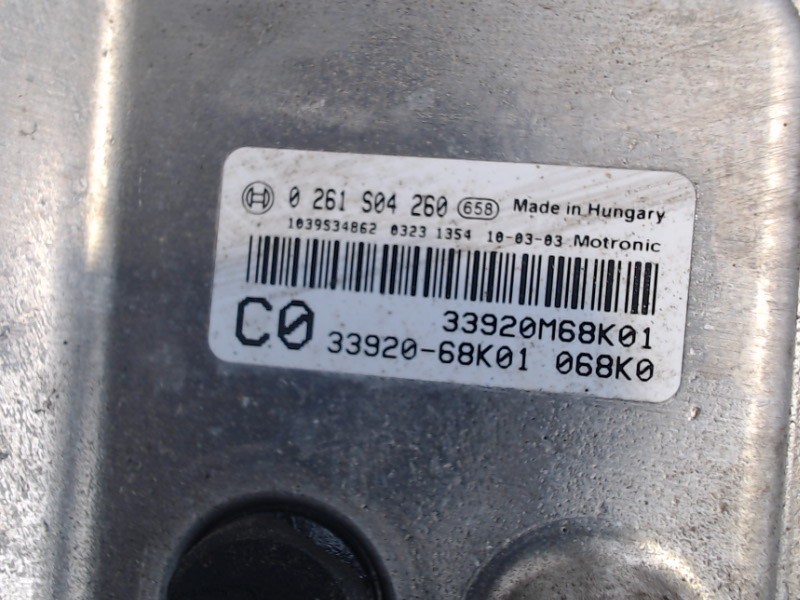 0 261 S04 260 658 Made in Hungary
1039S34862 0323 1354 10-03-03 Motronic
33920M68K01
C0 33920-68K01 068K0